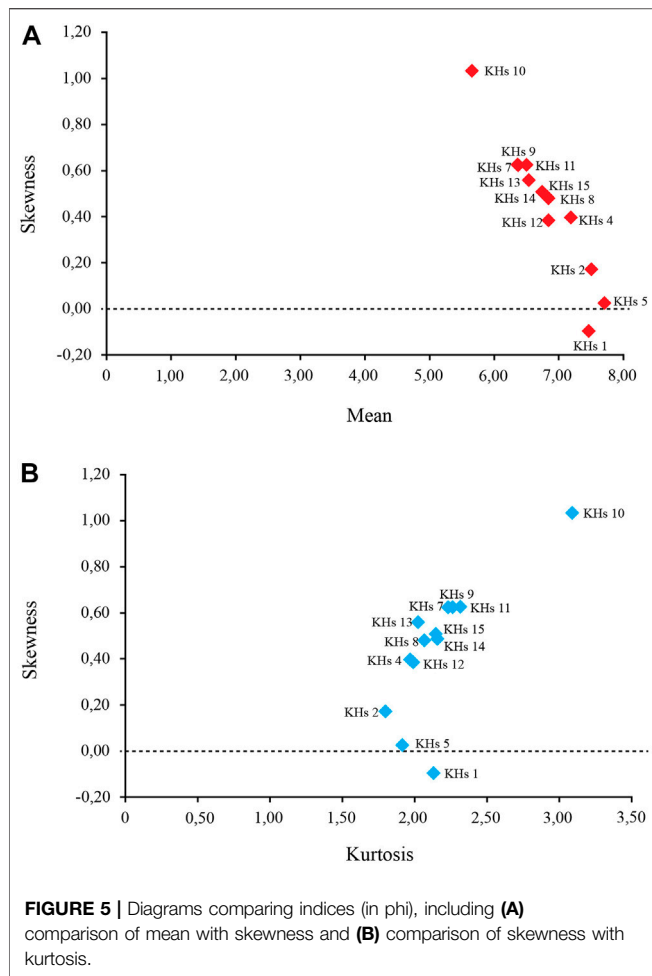 A
1,20
1,00
0,80
0,60
0,40
0,20
0,00
-0,20
Skewness
KHs 10
KHs 9
KHs 7
KHs 11
KHs 13
KHs 15
KHs 14
KHs 8
KHs 12
KHs 4
KHs 2
KHs 5
KHs 1
0 1,00 2,00 3,00 4,00 5,00 6,00 7,00 8,00
Mean
B
1,20
1,00
0,80
0,60
0,40
0,20
0,00
-0,20
Skewness
KHs 10
KHs 9
KHs 7
KHs 11
KHs 13
KHs 15
KHs 8
KHs 14
KHs 4
KHs 12
KHs 2
KHs 5
KHs 1
0 0,50 1,00 1,50 2,00 2,50 3,00 3,50
Kurtosis
FIGURE 5 | Diagrams comparing indices (in phi), including (A)
comparison of mean with skewness and (B) comparison of skewness with
kurtosis.